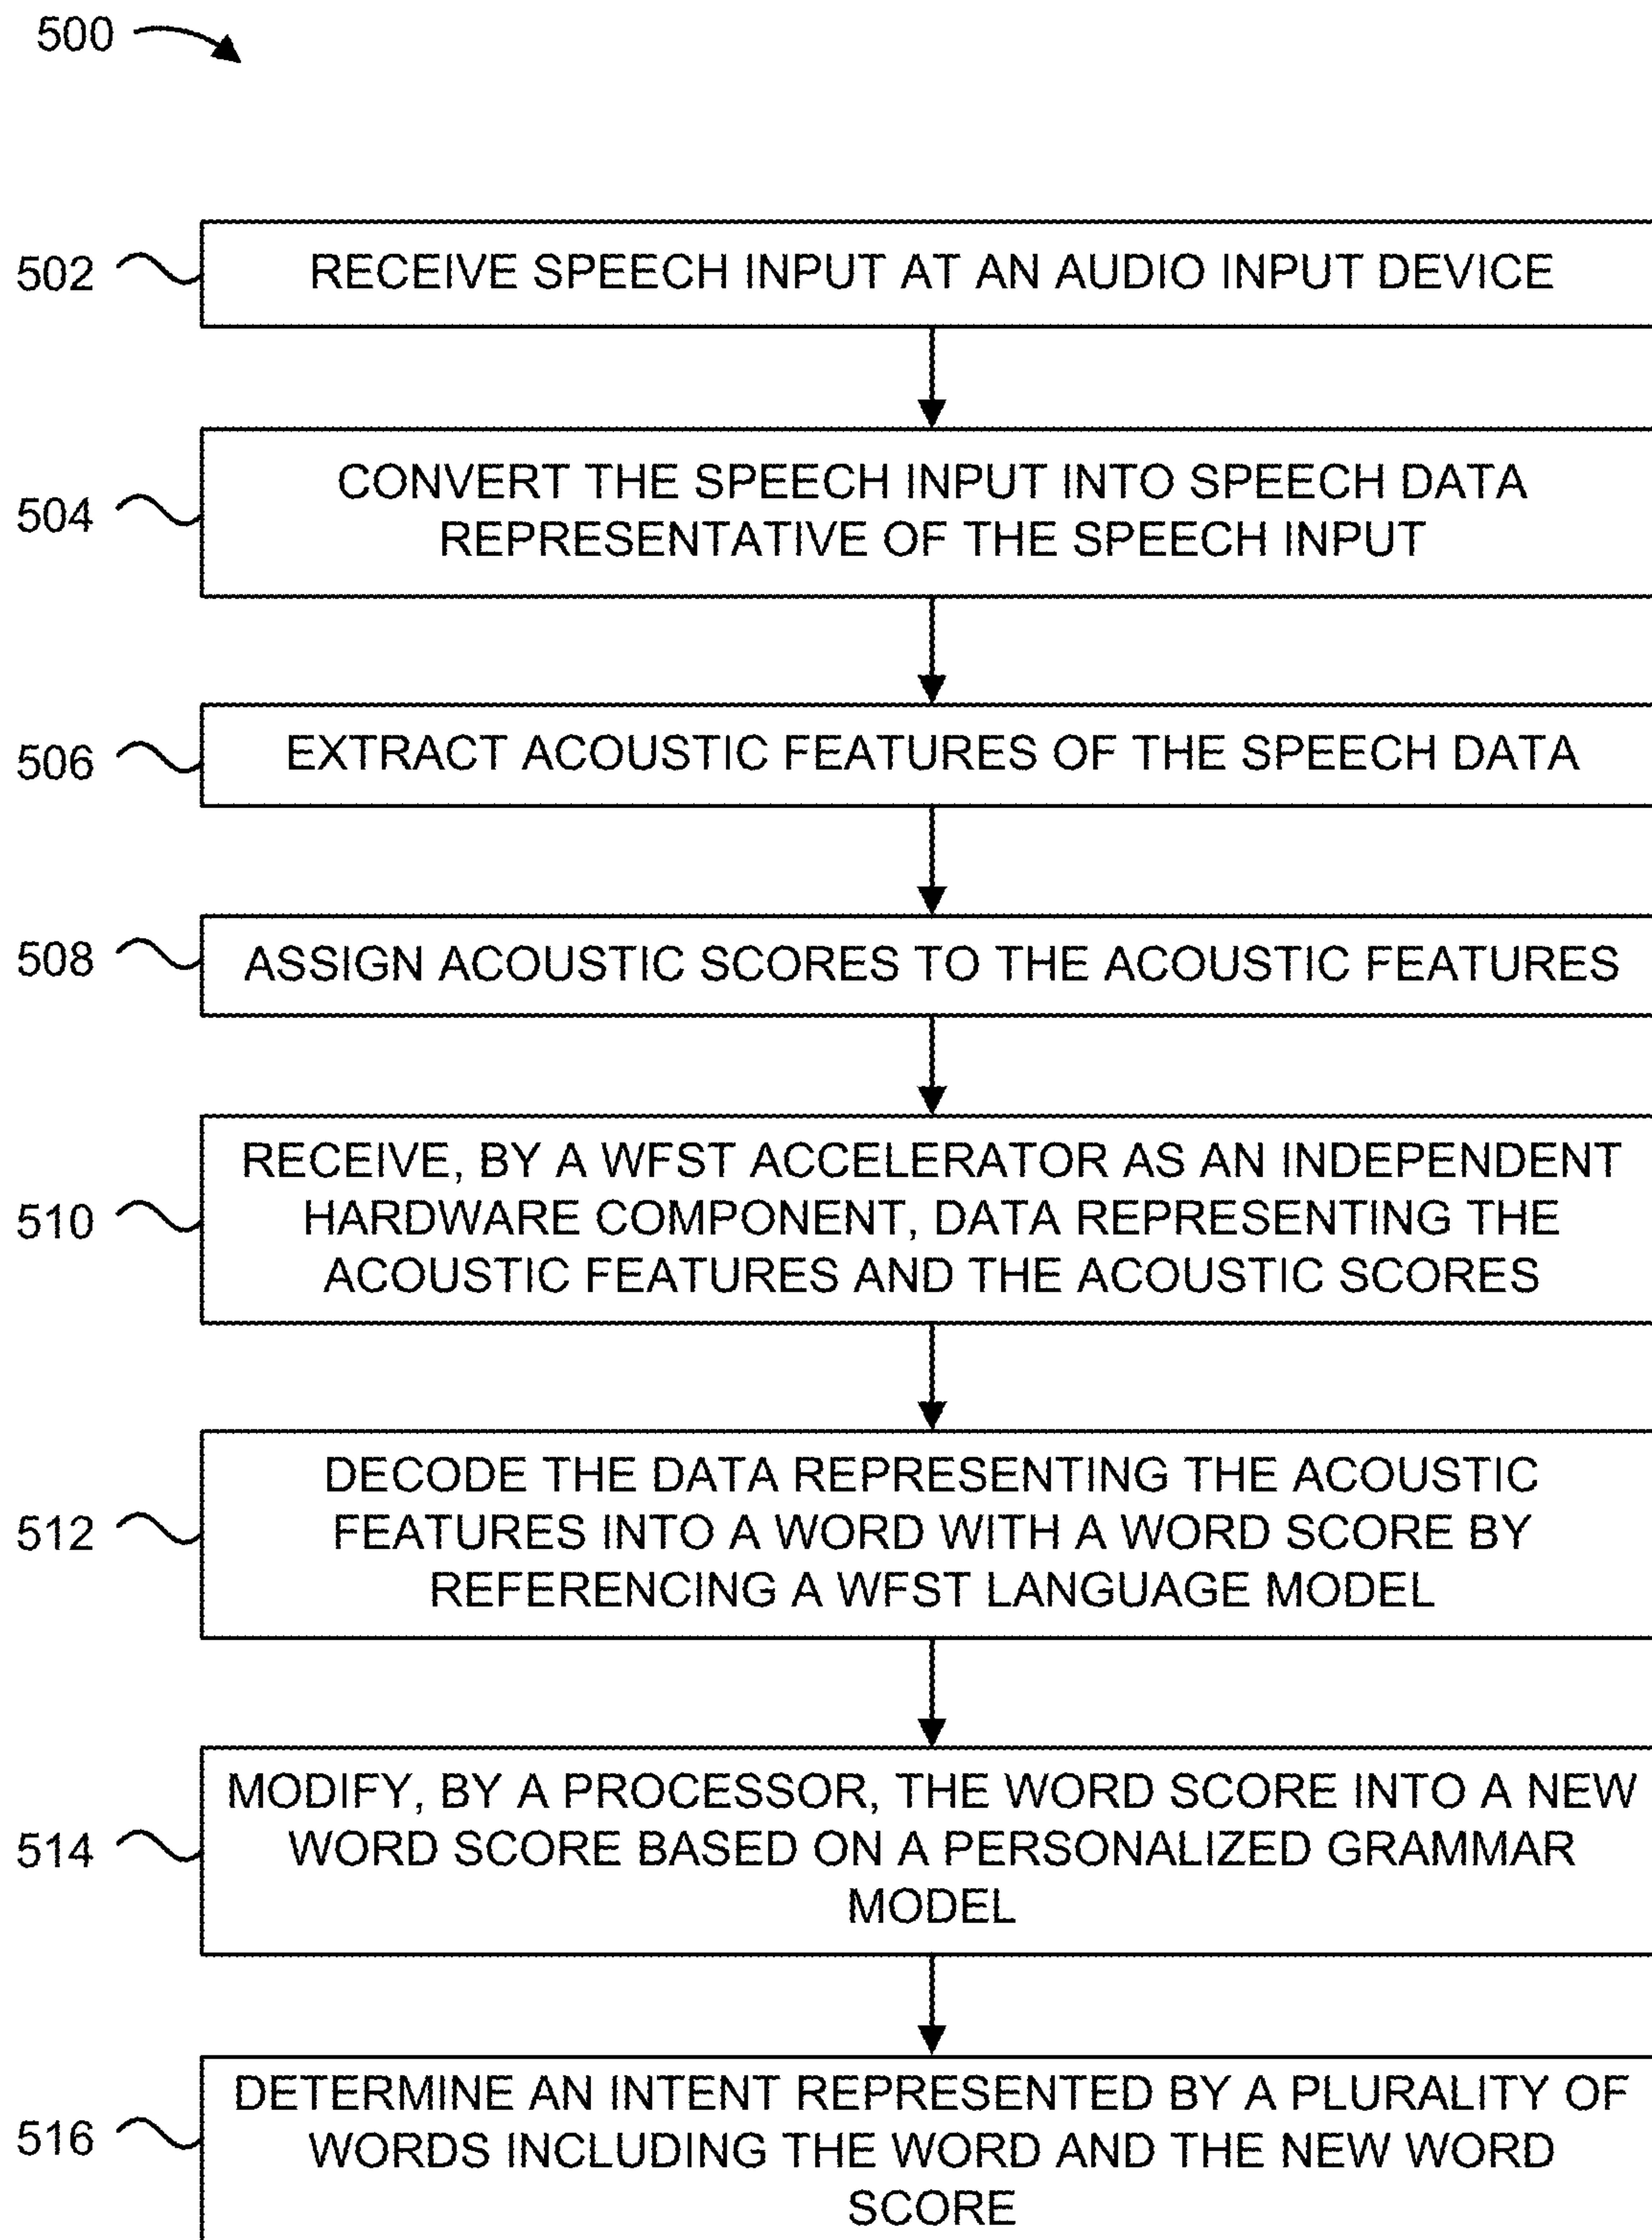 500
502
RECEIVE SPEECH INPUT AT AN AUDIO INPUT DEVICE
504
CONVERT THE SPEECH INPUT INTO SPEECH DATA
REPRESENTATIVE OF THE SPEECH INPUT
506
EXTRACT ACOUSTIC FEATURES OF THE SPEECH DATA
508
ASSIGN ACOUSTIC SCORES TO THE ACOUSTIC FEATURES
510
RECEIVE, BY A WFST ACCELERATOR AS AN INDEPENDENT
HARDWARE COMPONENT, DATA REPRESENTING THE
ACOUSTIC FEATURES AND THE ACOUSTIC SCORES
512
DECODE THE DATA REPRESENTING THE ACOUSTIC
FEATURES INTO A WORD WITH A WORD SCORE BY
REFERENCING A WFST LANGUAGE MODEL
514
MODIFY, BY A PROCESSOR, THE WORD SCORE INTO A NEW
WORD SCORE BASED ON A PERSONALIZED GRAMMAR
MODEL
516
DETERMINE AN INTENT REPRESENTED BY A PLURALITY OF
WORDS INCLUDING THE WORD AND THE NEW WORD
SCORE